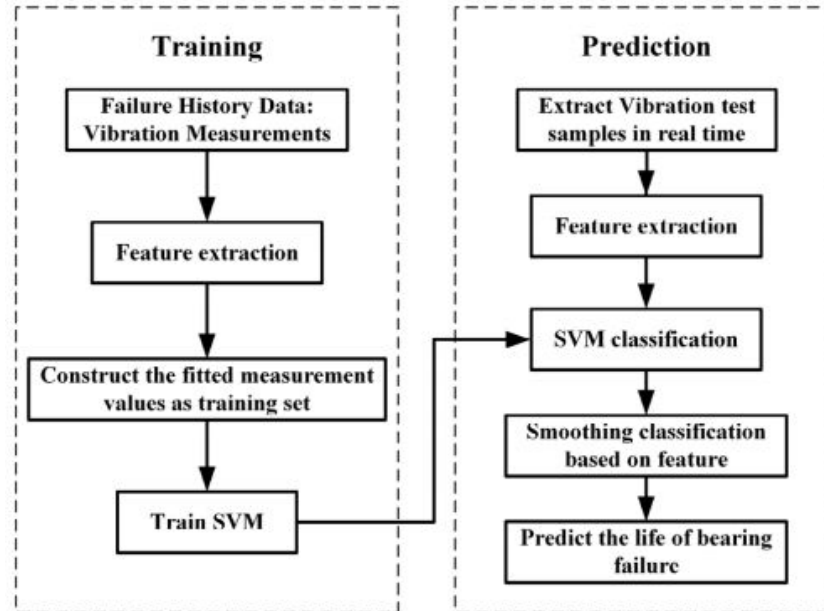 Training
Failure History Data:
Vibration Measurements
Feature extraction
Construct the fitted measurement
values as training set
Train SVM
Prediction
Extract Vibration test
samples in real time
Feature extraction
SVM classification
Smoothing classification
based on feature
Predict the life of bearing
failure